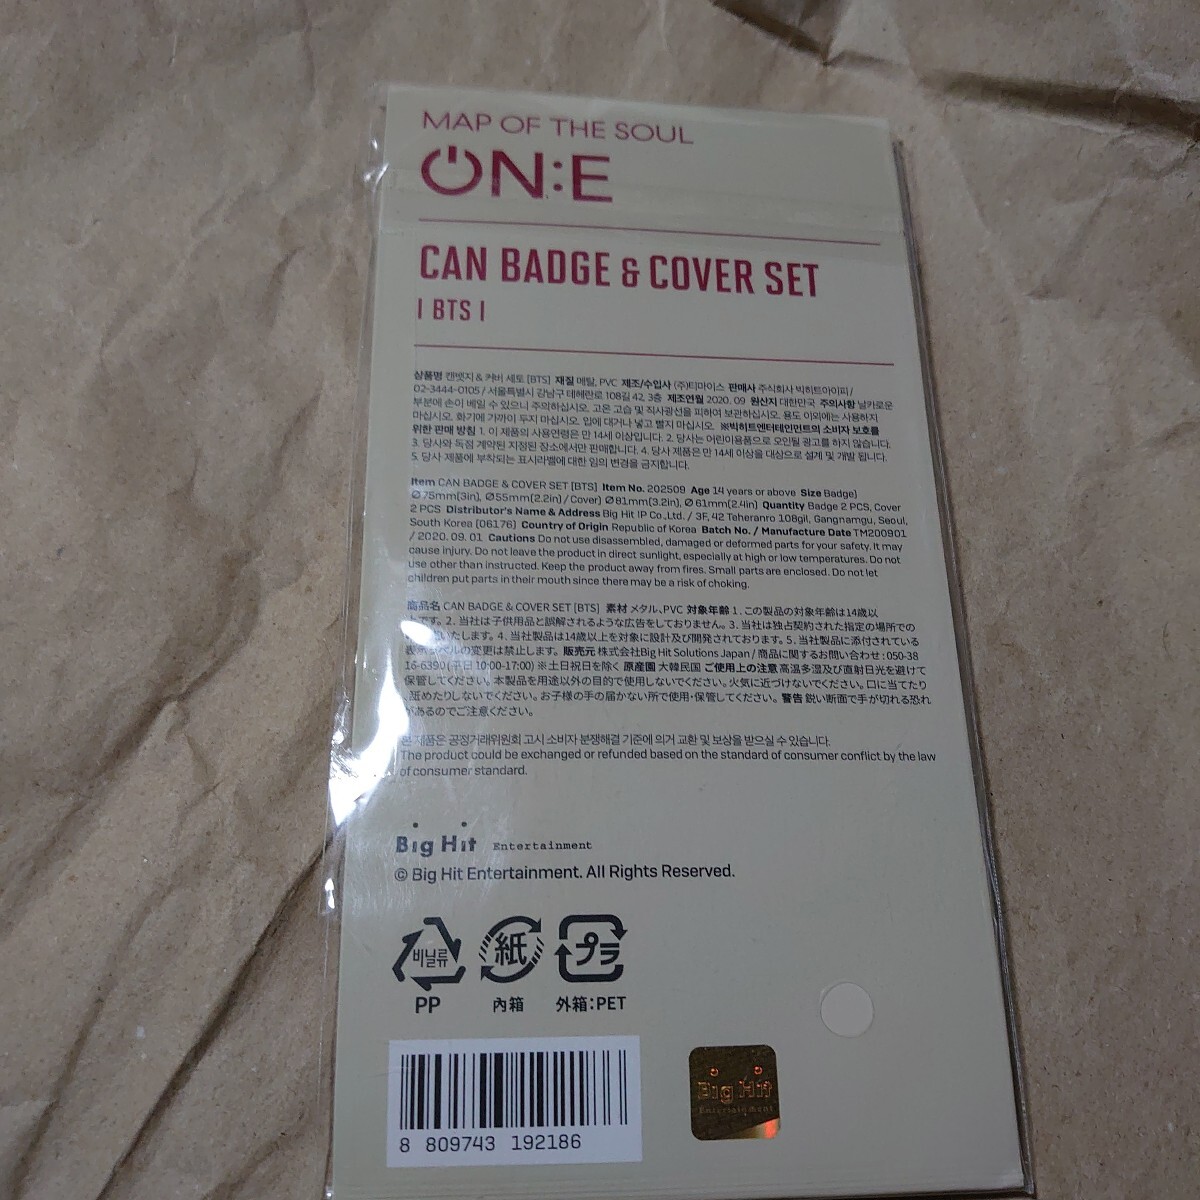 MAP OF THE SOUL
ON:E
CAN BADGE & COVER SET
| BTS |
상품명 캔뱃지 & 커버 세트 [BTS] 재질 메탈, PVC 제조/수입사 (주)티마이스 판매사 주식회사 빅히트아이피 /
02-3444-0105 / 서울특별시 강남구 테헤란로 108길 42, 3층 제조연월 2020. 09 원산지 대한민국 주의사항 날카로운
부분에 손이 베일 수 있으니 주의하십시오. 고온 고습 및 직사광선을 피하여 보관하십시오. 용도 이외에는 사용하지
마십시오. 화기에 가까이 두지 마십시오. 입에 대거나 넣고 빨지 마십시오. ※빅히트엔터테인먼트의 소비자 보호를
위한 판매 방침 1. 이 제품의 사용연령은 만 14세 이상입니다. 2. 당사는 어린이용품으로 오인될 광고를 하지 않습니다.
3. 당사와 독점 계약된 지정된 장소에서만 판매합니다. 4. 당사 제품은 만 14세 이상을 대상으로 설계 및 개발 됩니다.
5. 당사 제품에 부착되는 표시라벨에 대한 임의 변경을 금지합니다.
Item CAN BADGE & COVER SET [BTS] Item No. 202509 Age 14 years or above Size Badge)
Ø 75mm(3in), Ø 55mm(2.2in) / Cover) Ø 81mm(3.2in), Ø 61mm(2.4in) Quantity Badge 2 PCS, Cover
2 PCS Distributor's Name & Address Big Hit IP Co.,Ltd. / 3F, 42 Teheranro 108gil, Gangnamgu, Seoul,
South Korea (06176) Country of Origin Republic of Korea Batch No. / Manufacture Date TM200901
/ 2020. 09. 01 Cautions Do not use disassembled, damaged or deformed parts for your safety. It may
cause injury. Do not leave the product in direct sunlight, especially at high or low temperatures. Do not
use other than instructed. Keep the product away from fires. Small parts are enclosed. Do not let
children put parts in their mouth since there may be a risk of choking.
商品名 CAN BADGE & COVER SET [BTS] 素材 メタル、PVC 対象年齢 1. この製品の対象年齢は14歳以
上です。2. 当社は子供用品と誤解されるような広告をしておりません。3. 当社は独占契約された指定の場所での
いたします。4. 当社製品は14歳以上を対象に設計及び開発されております。5. 当社製品に添付されている
表示ラベルの変更は禁止します。販売元 株式会社Big Hit Solutions Japan / 商品に関するお問い合わせ : 050-38
16-6390 (平日 10:00-17:00) ※土日祝日を除く 原産国 大韓民国 ご使用上の注意 高温多湿及び直射日光を避けて
保管してください。本製品を用途以外の目的で使用しないでください。火気に近づけないでください。口に当てたり
舐めたりしないでください。お子様の手の届かない所で使用・保管してください。警告 鋭い断面で手が切れる恐れ
があるのでご注意ください。
본 제품은 공정거래위원회 고시 소비자 분쟁해결 기준에 의거 교환 및 보상을 받으실 수 있습니다.
The product could be exchanged or refunded based on the standard of consumer conflict by the law
of consumer standard.
Big Hit Entertainment
© Big Hit Entertainment. All Rights Reserved.
비닐류 紙 プラ
PP 內箱 外箱:PET
8 809743 192186
Big Hit
Entertainment